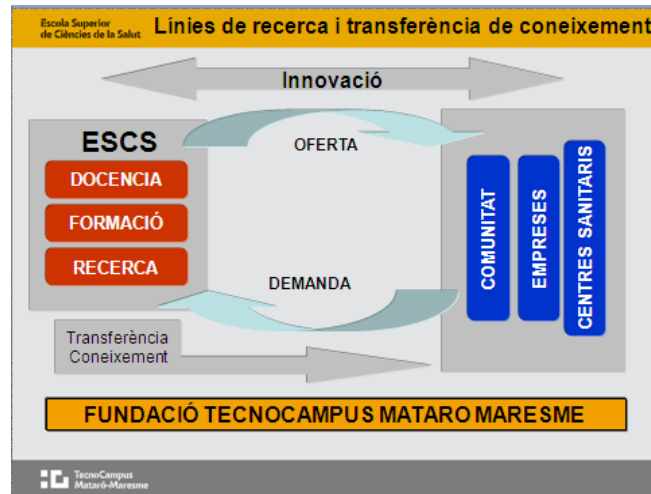 Escola Superior
de Ciències de la Salut
Línies de recerca i transferència de coneixement
Innovació
ESCS
DOCENCIA
FORMACIÓ
RECERCA
OFERTA
DEMANDA
COMUNITAT
EMPRESES
CENTRES SANITARIS
Transferència
Coneixement
FUNDACIÓ TECNOCAMPUS MATARO MARESME
TecnoCampus
Mataró-Maresme